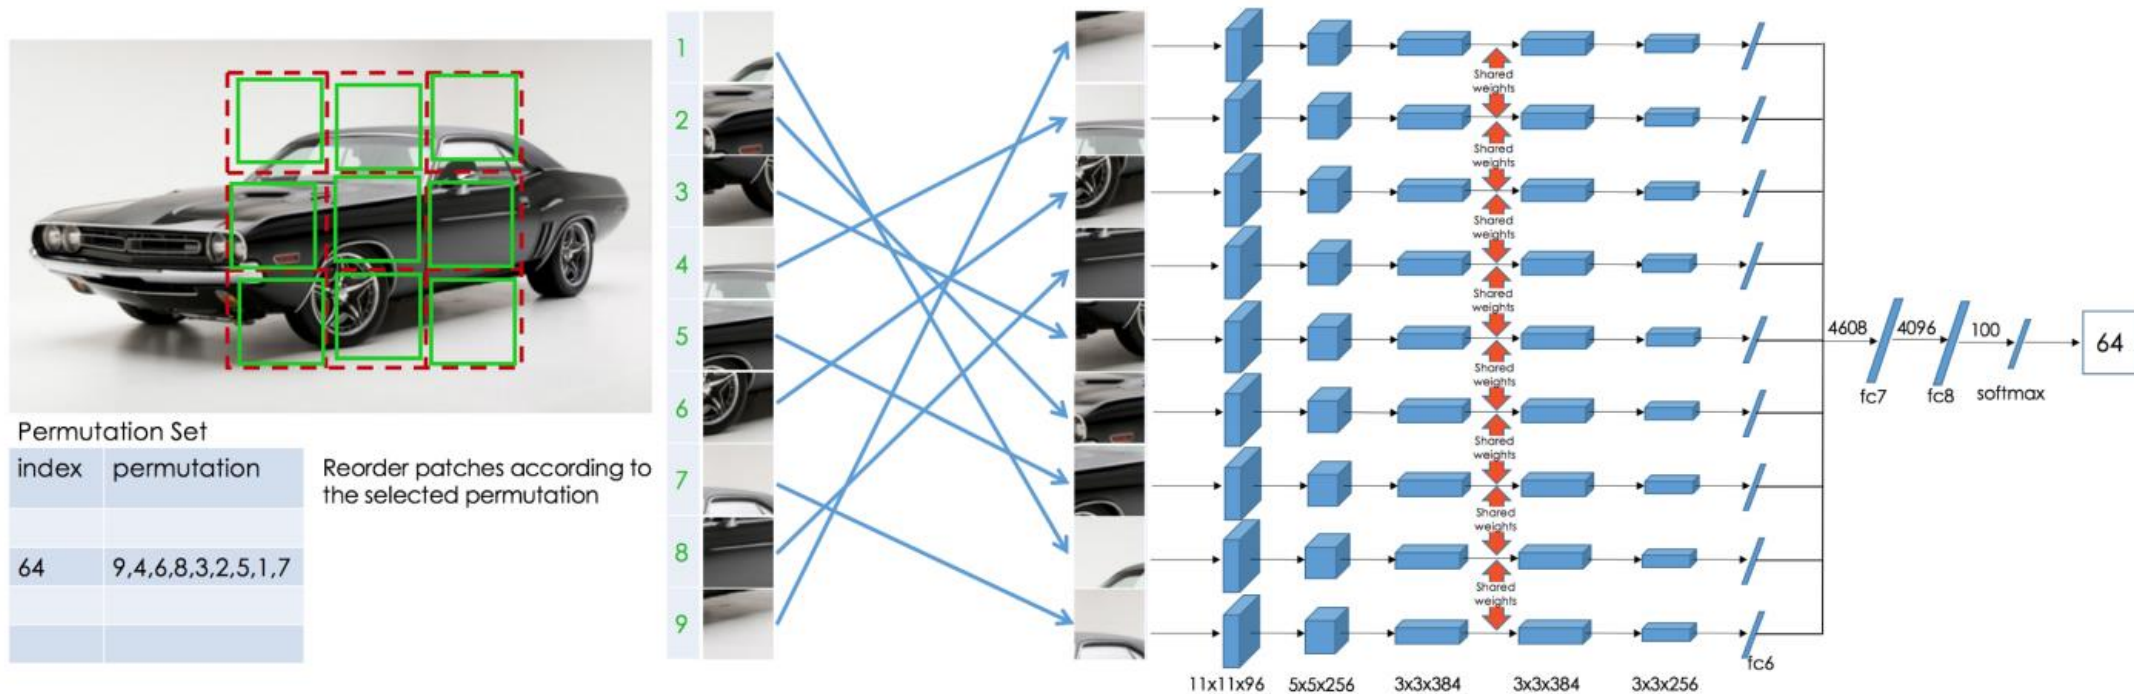 Permutation Set
index permutation
64 9,4,6,8,3,2,5,1,7
Reorder patches according to
the selected permutation
1
2
3
4
5
6
7
8
9
Shared
weights
Shared
weights
Shared
weights
Shared
weights
Shared
weights
Shared
weights
Shared
weights
Shared
weights
11x11x96 5x5x256 3x3x384 3x3x384 3x3x256
fc6
4608 4096 100
fc7 fc8 softmax
64